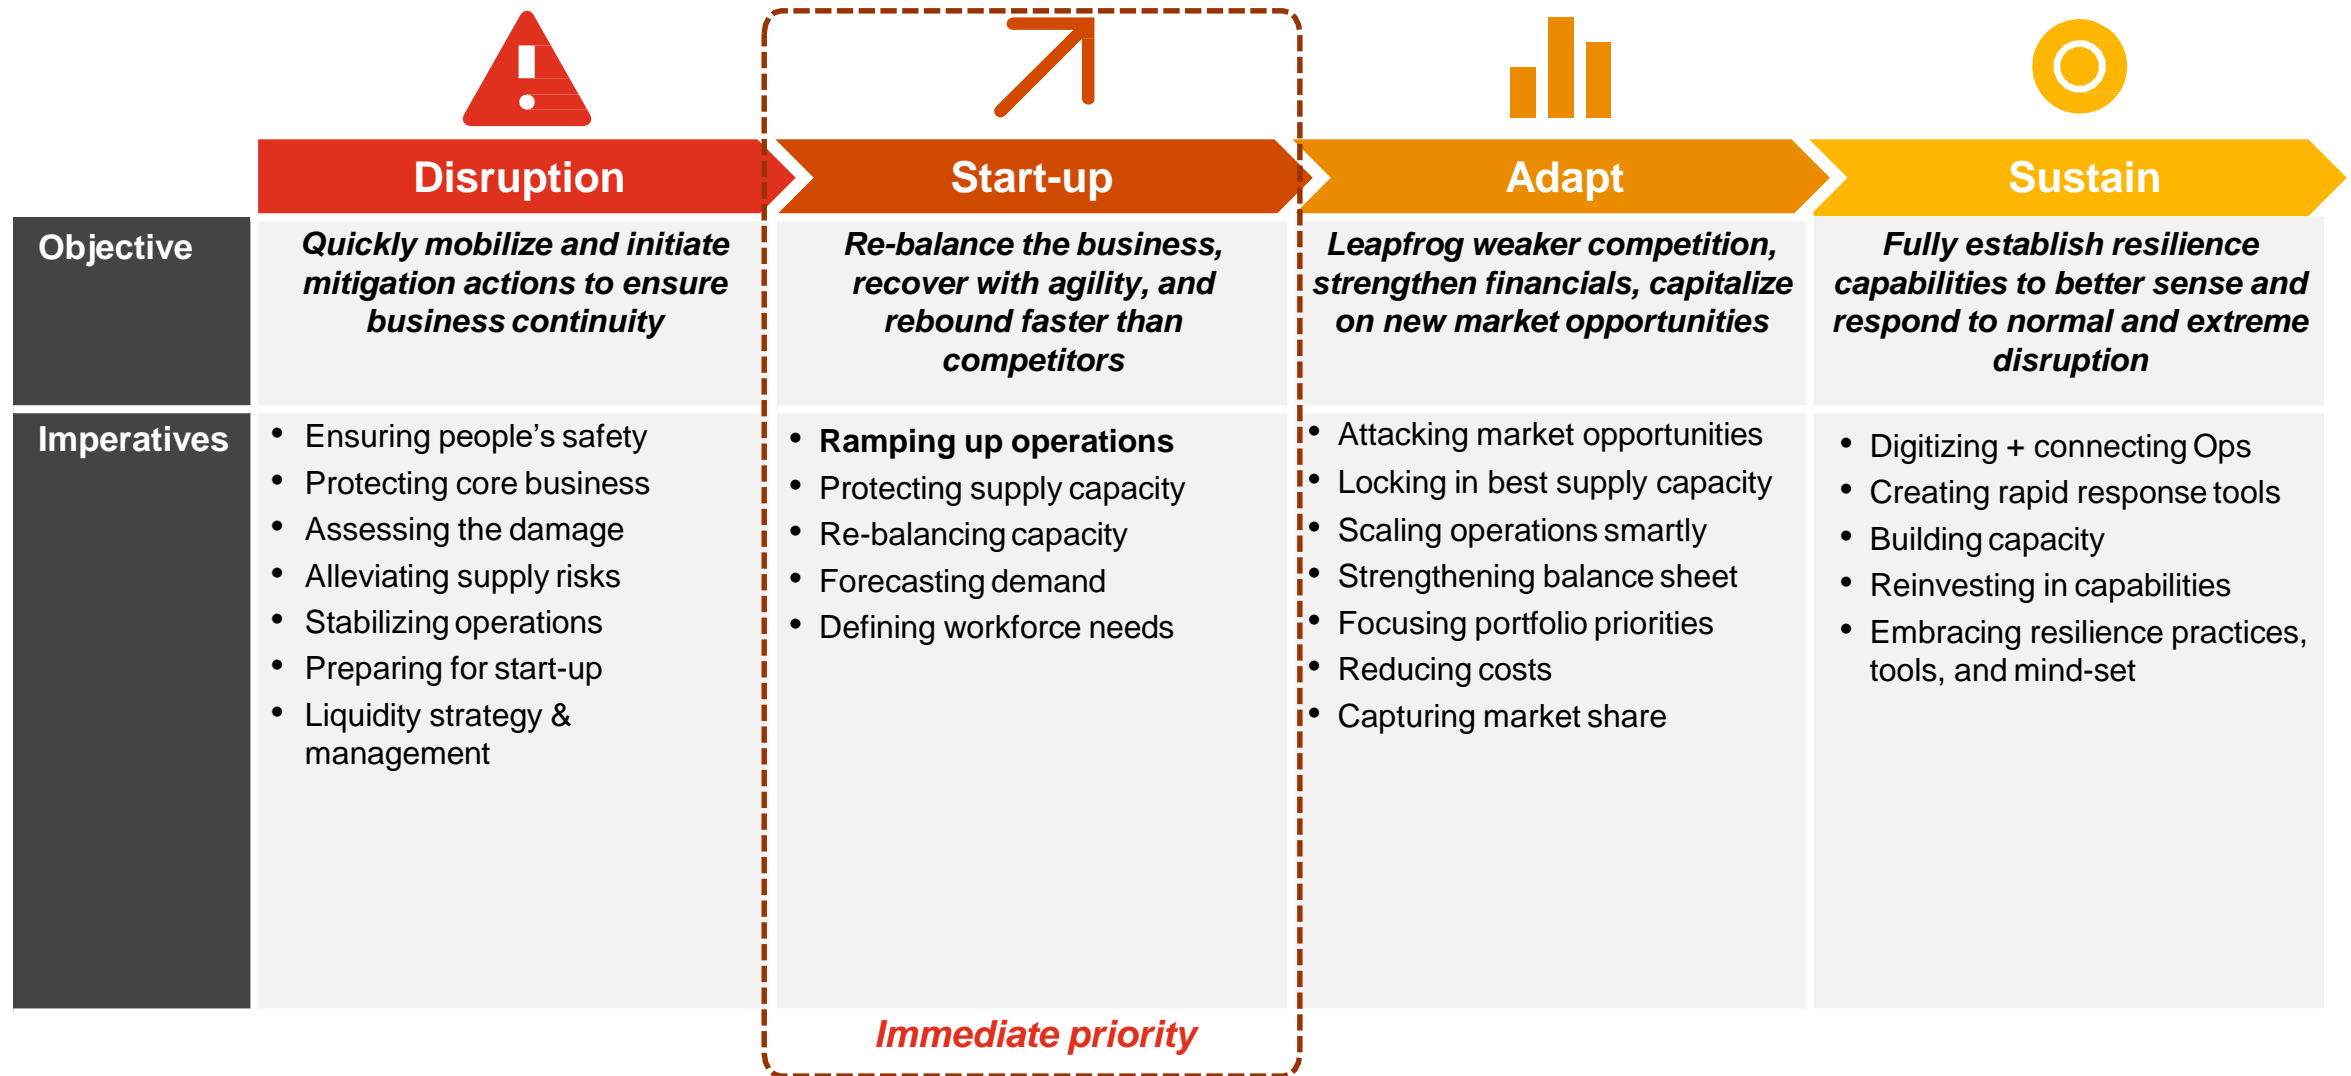 Disruption
Start-up
Adapt
Sustain
Objective
Quickly mobilize and initiate
mitigation actions to ensure
business continuity
Re-balance the business,
recover with agility, and
rebound faster than
competitors
Leapfrog weaker competition,
strengthen financials, capitalize
on new market opportunities
Fully establish resilience
capabilities to better sense and
respond to normal and extreme
disruption
Imperatives
• Ensuring people’s safety
• Protecting core business
• Assessing the damage
• Alleviating supply risks
• Stabilizing operations
• Preparing for start-up
• Liquidity strategy &
management
• Ramping up operations
• Protecting supply capacity
• Re-balancing capacity
• Forecasting demand
• Defining workforce needs
• Attacking market opportunities
• Locking in best supply capacity
• Scaling operations smartly
• Strengthening balance sheet
• Focusing portfolio priorities
• Reducing costs
• Capturing market share
• Digitizing + connecting Ops
• Creating rapid response tools
• Building capacity
• Reinvesting in capabilities
• Embracing resilience practices,
tools, and mind-set
Immediate priority